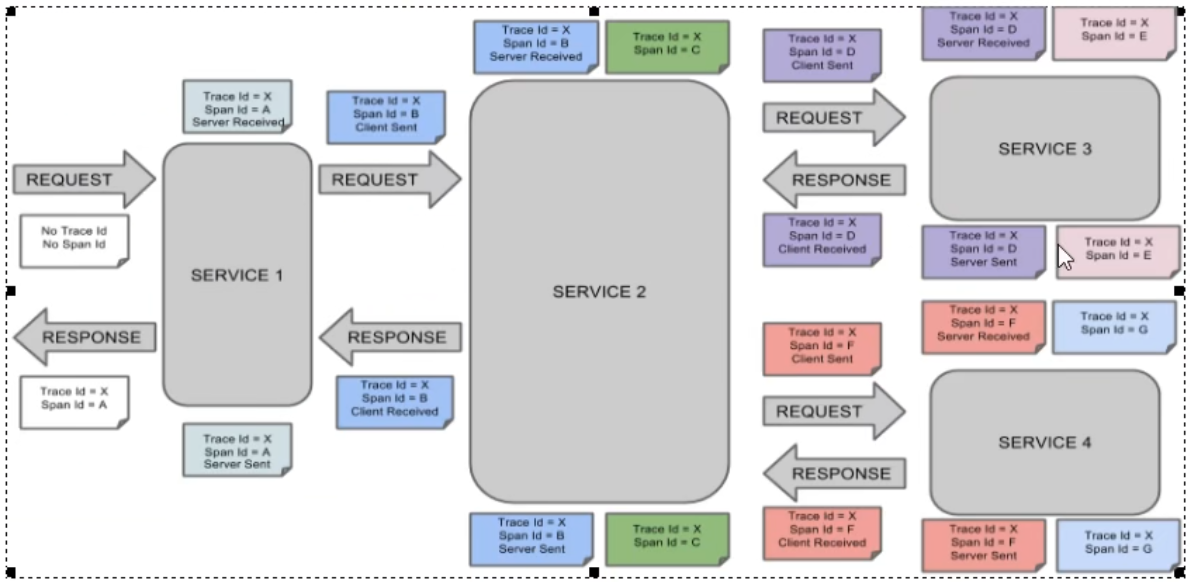 Trace Id = X
Span Id = B
Server Received
Trace Id = X
Span Id = C
Trace Id = X
Span Id = D
Client Sent
Trace Id = X
Span Id = D
Server Received
Trace Id = X
Span Id = E
Trace Id = X
Span Id = A
Server Received
Trace Id = X
Span Id = B
Client Sent
REQUEST
REQUEST
REQUEST
SERVICE 3
RESPONSE
No Trace Id
No Span Id
Trace Id = X
Span Id = D
Client Received
Trace Id = X
Span Id = D
Server Sent
Trace Id = X
Span Id = E
SERVICE 1
SERVICE 2
RESPONSE
RESPONSE
Trace Id = X
Span Id = F
Client Sent
Trace Id = X
Span Id = F
Server Received
Trace Id = X
Span Id = G
Trace Id = X
Span Id = A
Trace Id = X
Span Id = B
Client Received
REQUEST
SERVICE 4
RESPONSE
Trace Id = X
Span Id = A
Server Sent
Trace Id = X
Span Id = B
Server Sent
Trace Id = X
Span Id = C
Trace Id = X
Span Id = F
Client Received
Trace Id = X
Span Id = F
Server Sent
Trace Id = X
Span Id = G